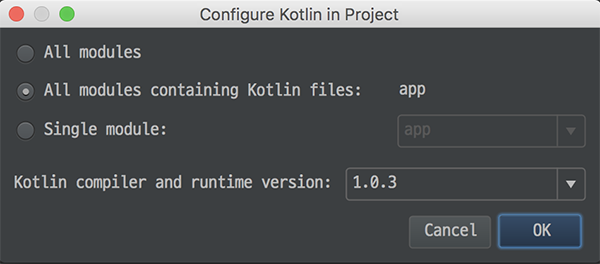 Configure Kotlin in Project
All modules
All modules containing Kotlin files: app
Single module: app
Kotlin compiler and runtime version: 1.0.3
Cancel OK